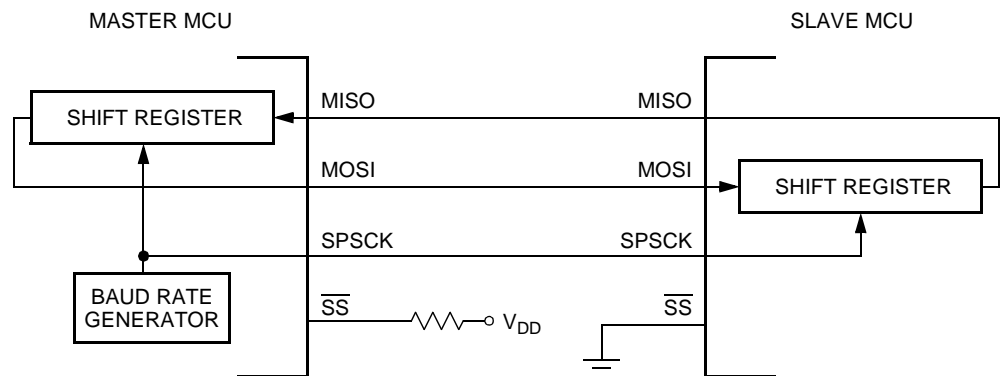 MASTER MCU
SLAVE MCU
SHIFT REGISTER
MISO
MISO
MOSI
MOSI
SHIFT REGISTER
SPSCK
SPSCK
BAUD RATE
GENERATOR
SS
VDD
SS